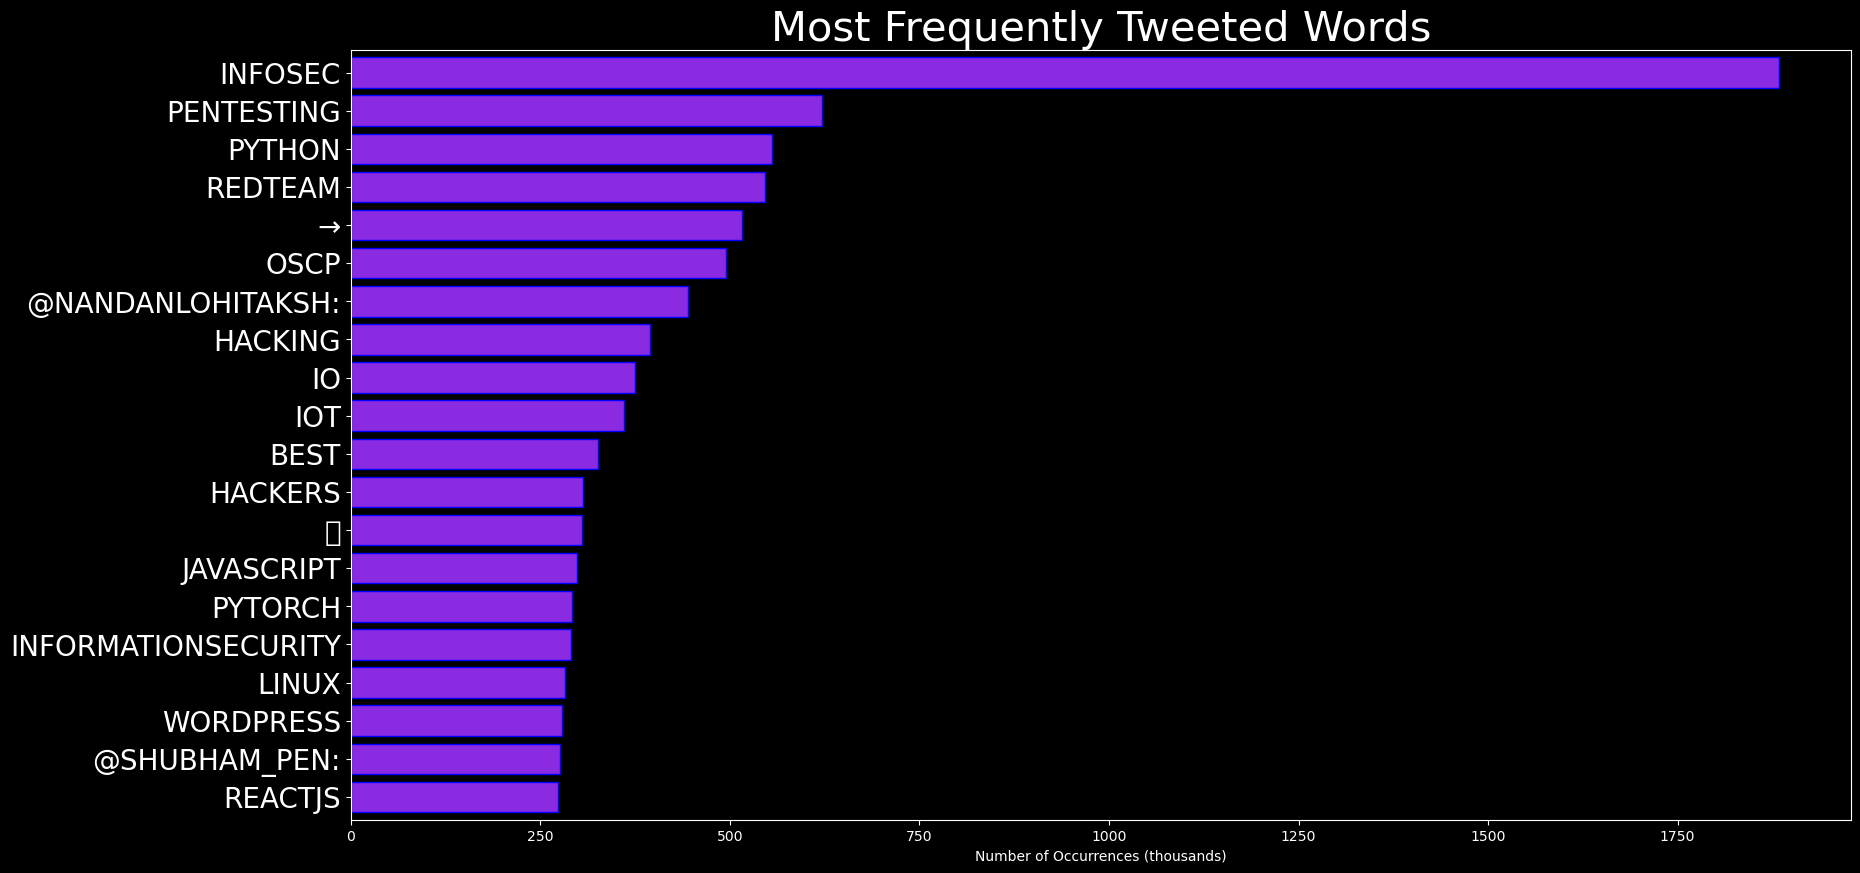 Most Frequently Tweeted Words
INFOSEC
PENTESTING
PYTHON
REDTEAM
→
OSCP
@NANDANLOHITAKSH:
HACKING
IO
IOT
BEST
HACKERS
JAVASCRIPT
PYTORCH
INFORMATIONSECURITY
LINUX
WORDPRESS
@SHUBHAM_PEN:
REACTJS
0 250 500 750 1000 1250 1500 1750
Number of Occurrences (thousands)